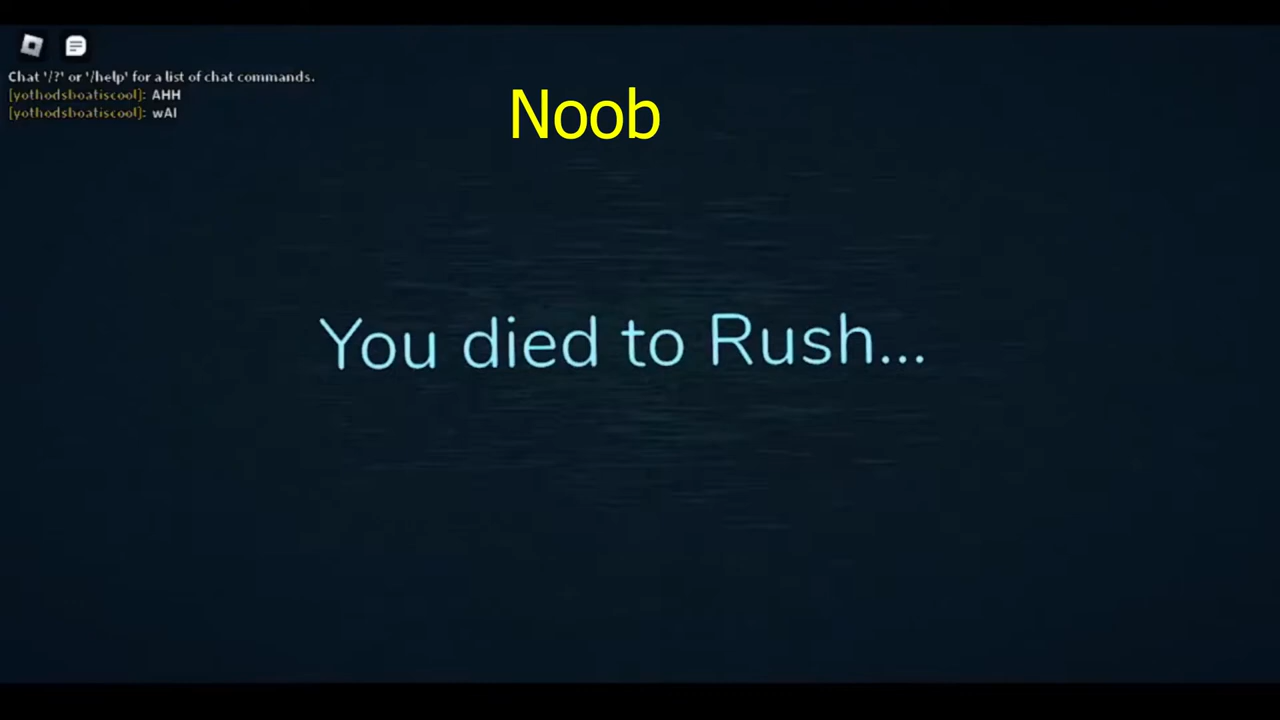 Chat '/?' or '/help' for a list of chat commands.
[yothodsboatiscool]: AHH
[yothodsboatiscool]: wAI
Noob
You died to Rush...